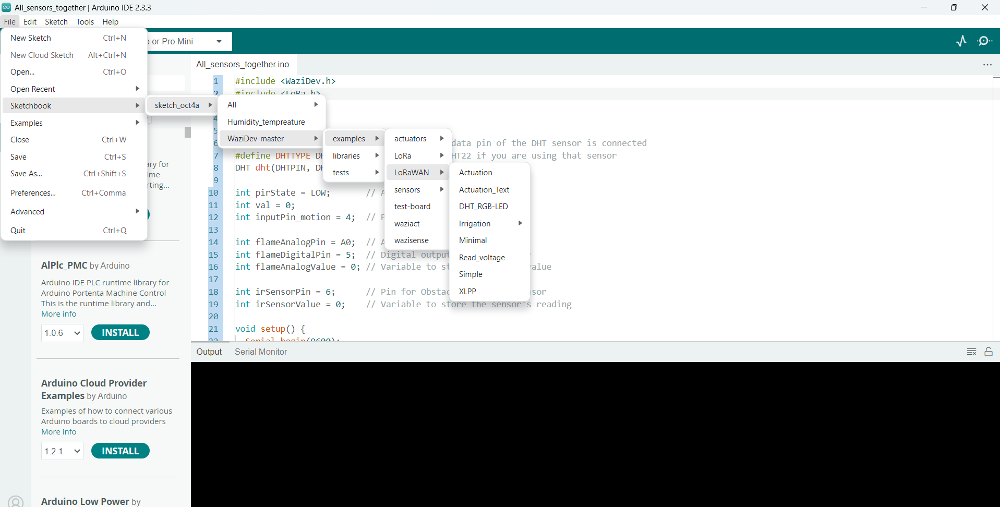 All_sensors_together | Arduino IDE 2.3.3
File Edit Sketch Tools Help
New Sketch Ctrl+N
New Cloud Sketch Alt+Ctrl+N
Open... Ctrl+O
Open Recent
Sketchbook
Examples
Close Ctrl+W
Save Ctrl+S
Save As... Ctrl+Shift+S
Preferences... Ctrl+Comma
Advanced
Quit Ctrl+Q
or Pro Mini
sketch_oct4a
All
Humidity_tempreature
WaziDev-master
examples
libraries
tests
actuators
LoRa
LoRaWAN
sensors
test-board
waziact
wazisense
Actuation
Actuation_Text
DHT_RGB-LED
Irrigation
Minimal
Read_voltage
Simple
XLPP
ary for
ime
rting...
AlPlc_PMC by Arduino
Arduino IDE PLC runtime library for
Arduino Portenta Machine Control
This is the runtime library and...
More info
1.0.6 INSTALL
Arduino Cloud Provider
Examples by Arduino
Examples of how to connect various
Arduino boards to cloud providers
More info
1.2.1 INSTALL
Arduino Low Power by
All_sensors_together.ino
1 #include <WaziDev.h>
2 #include <LoRa.h>
4
5
6 data pin of the DHT sensor is connected
7 #define DHTTYPE DH HT22 if you are using that sensor
8 DHT dht(DHTPIN, DH
9
10 int pirState = LOW; // A
11 int val = 0;
12 int inputPin_motion = 4; // P
13
14 int flameAnalogPin = A0; // A
15 int flameDigitalPin = 5; // Digital output
16 int flameAnalogValue = 0; // Variable to st value
17
18 int irSensorPin = 6; // Pin for Obstac sor
19 int irSensorValue = 0; // Variable to store the sensor's reading
20
21 void setup() {
22 Serial.begin(9600);
Output Serial Monitor